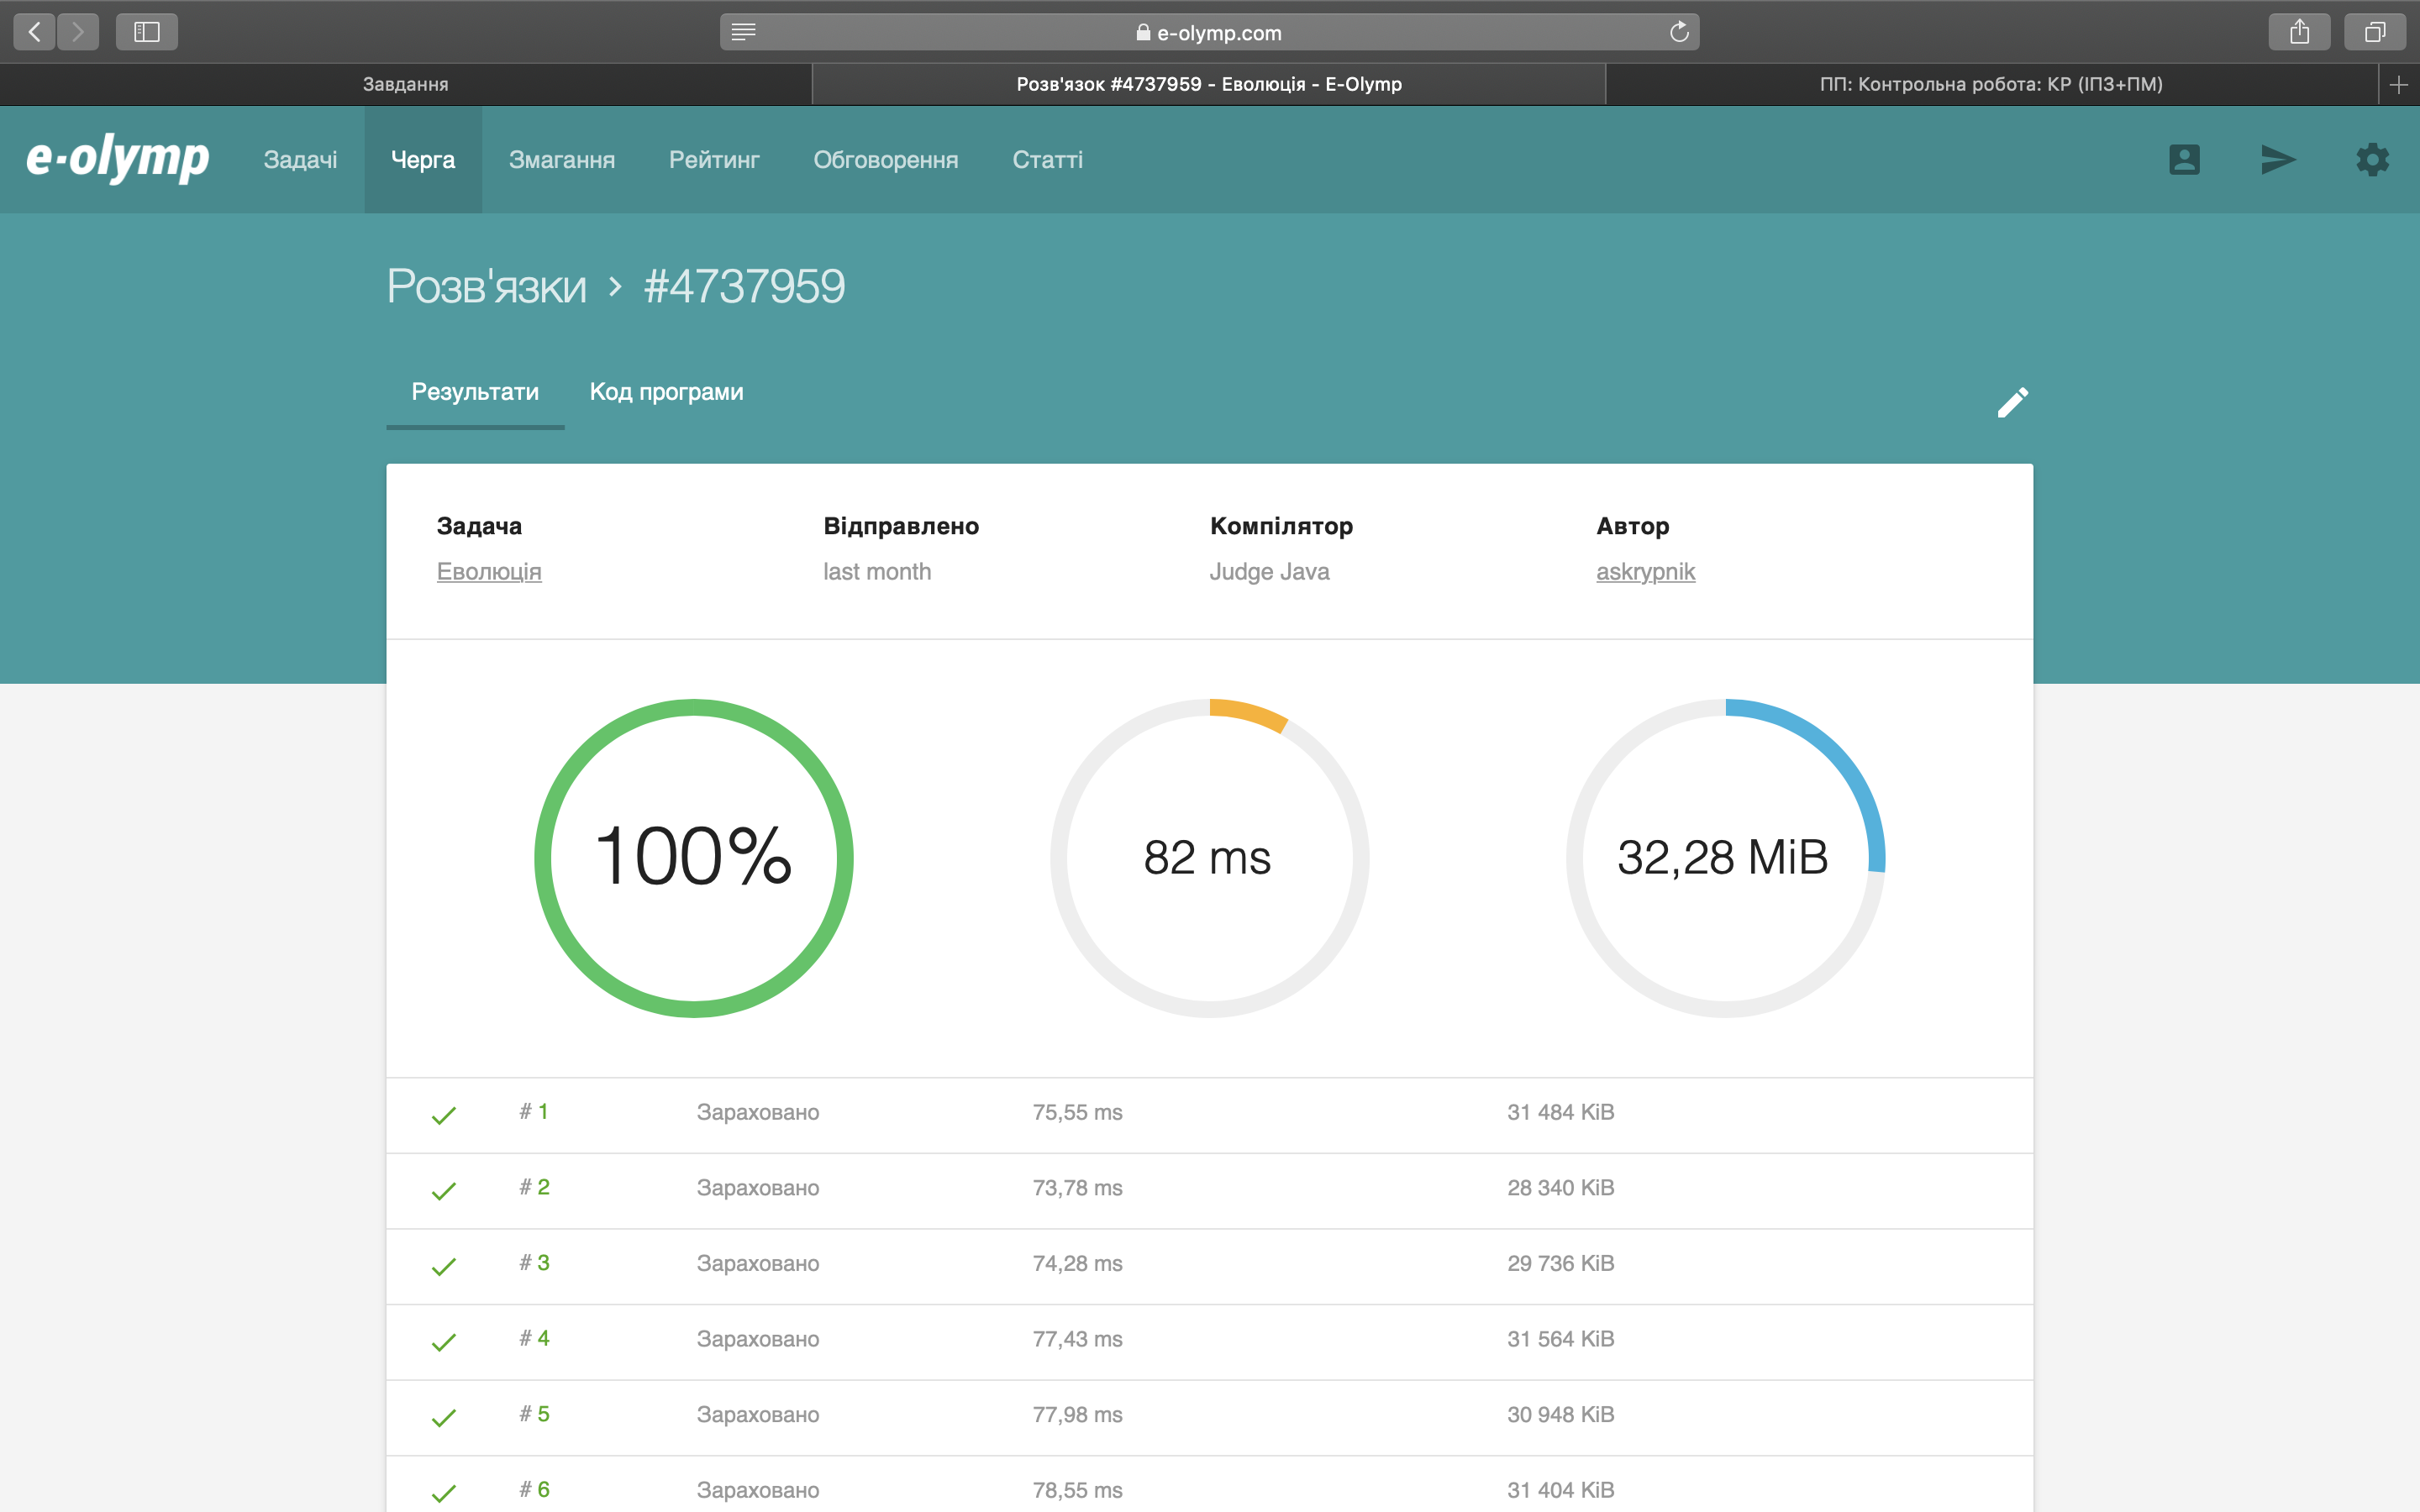 e-olymp.com
Завдання
Розв'язок #4737959 - Еволюція - E-Olymp
ПП: Контрольна робота: КР (ІПЗ+ПМ)
e-olymp
Задачі
Черга
Змагання
Рейтинг
Обговорення
Статті
Розв'язки › #4737959
Результати
Код програми
Задача
Відправлено
Компілятор
Автор
Еволюція
last month
Judge Java
askrypnik
100%
82 ms
32,28 MiB
# 1 Зараховано 75,55 ms 31 484 KiB
# 2 Зараховано 73,78 ms 28 340 KiB
# 3 Зараховано 74,28 ms 29 736 KiB
# 4 Зараховано 77,43 ms 31 564 KiB
# 5 Зараховано 77,98 ms 30 948 KiB
# 6 Зараховано 78,55 ms 31 404 KiB